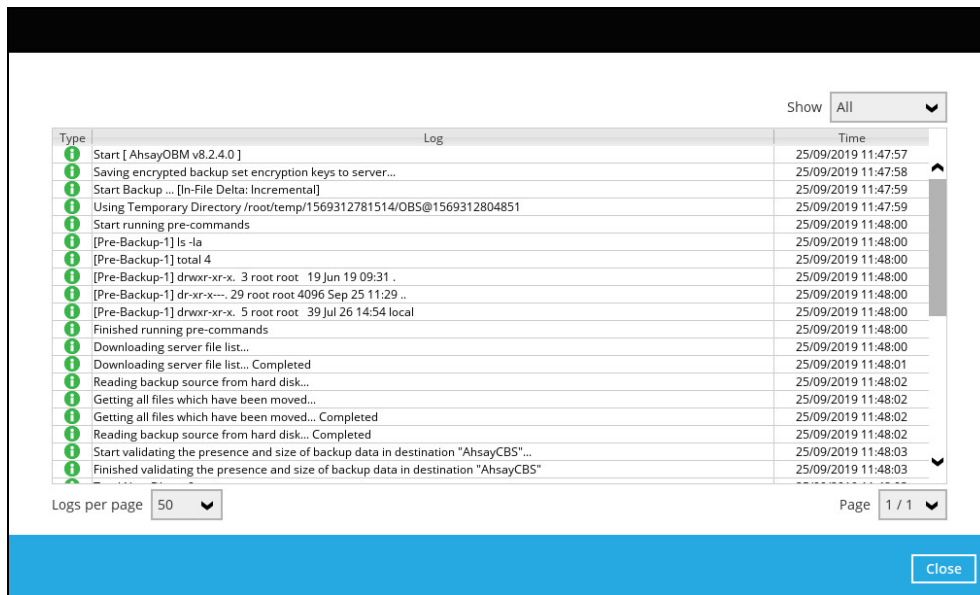 Show All
Type Log Time
Start [ AhsayOBM v8.2.4.0 ] 25/09/2019 11:47:57
Saving encrypted backup set encryption keys to server... 25/09/2019 11:47:58
Start Backup ... [In-File Delta: Incremental] 25/09/2019 11:47:59
Using Temporary Directory /root/temp/1569312781514/OBS@1569312804851 25/09/2019 11:47:59
Start running pre-commands 25/09/2019 11:48:00
[Pre-Backup-1] ls -la 25/09/2019 11:48:00
[Pre-Backup-1] total 4 25/09/2019 11:48:00
[Pre-Backup-1] drwxr-xr-x. 3 root root 19 Jun 19 09:31 . 25/09/2019 11:48:00
[Pre-Backup-1] dr-xr-x---. 29 root root 4096 Sep 25 11:29 .. 25/09/2019 11:48:00
[Pre-Backup-1] drwxr-xr-x. 5 root root 39 Jul 26 14:54 local 25/09/2019 11:48:00
Finished running pre-commands 25/09/2019 11:48:00
Downloading server file list... 25/09/2019 11:48:00
Downloading server file list... Completed 25/09/2019 11:48:01
Reading backup source from hard disk... 25/09/2019 11:48:02
Getting all files which have been moved... 25/09/2019 11:48:02
Getting all files which have been moved... Completed 25/09/2019 11:48:02
Reading backup source from hard disk... Completed 25/09/2019 11:48:02
Start validating the presence and size of backup data in destination "AhsayCBS"... 25/09/2019 11:48:03
Finished validating the presence and size of backup data in destination "AhsayCBS" 25/09/2019 11:48:03
Logs per page 50 Page 1 / 1
Close